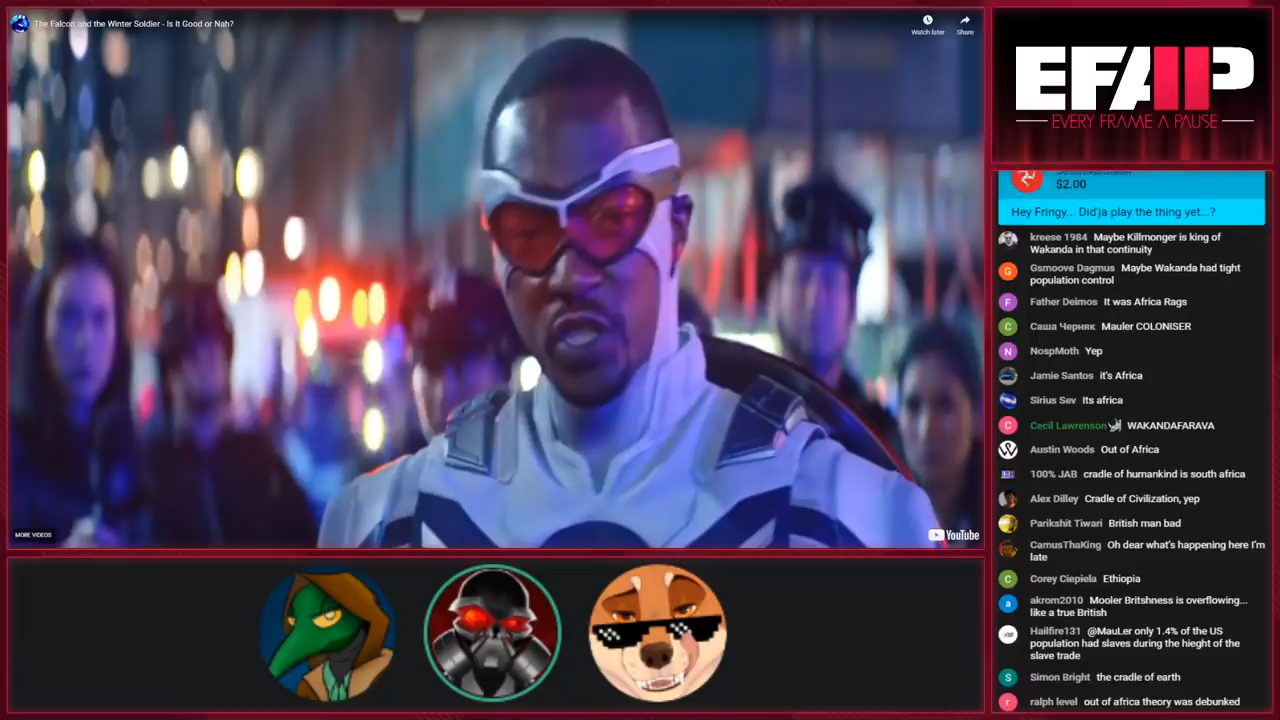 The Falcon and the Winter Soldier - Is It Good or Nah?
Watch later
Share
MORE VIDEOS
YouTube
EFAP
EVERY FRAME A PAUSE
$2.00
Hey Fringy... Did'ja play the thing yet...?
kreese 1984 Maybe Killmonger is king of
Wakanda in that continuity
Gsmoove Dagmus Maybe Wakanda had tight
population control
Father Deimos It was Africa Rags
Саша Черняк Mauler COLONISER
NospMoth Yep
Jamie Santos it's Africa
Sirius Sev Its africa
Cecil Lawrenson WAKANDAFARAVA
Austin Woods Out of Africa
100% JAB cradle of humankind is south africa
Alex Dilley Cradle of Civilization, yep
Parikshit Tiwari British man bad
CamusThaKing Oh dear what's happening here I'm
late
Corey Ciepiela Ethiopia
akrom2010 Mooler Britshness is overflowing...
like a true British
Hailfire131 @MauLer only 1.4% of the US
population had slaves during the hieght of the
slave trade
Simon Bright the cradle of earth
ralph level out of africa theory was debunked